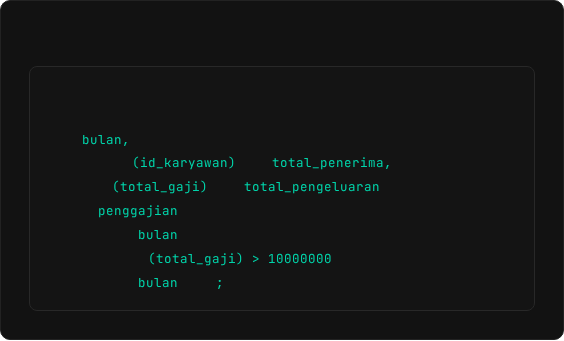 bulan,
(id_karyawan) total_penerima,
(total_gaji) total_pengeluaran
penggajian
bulan
(total_gaji) > 10000000
bulan ;